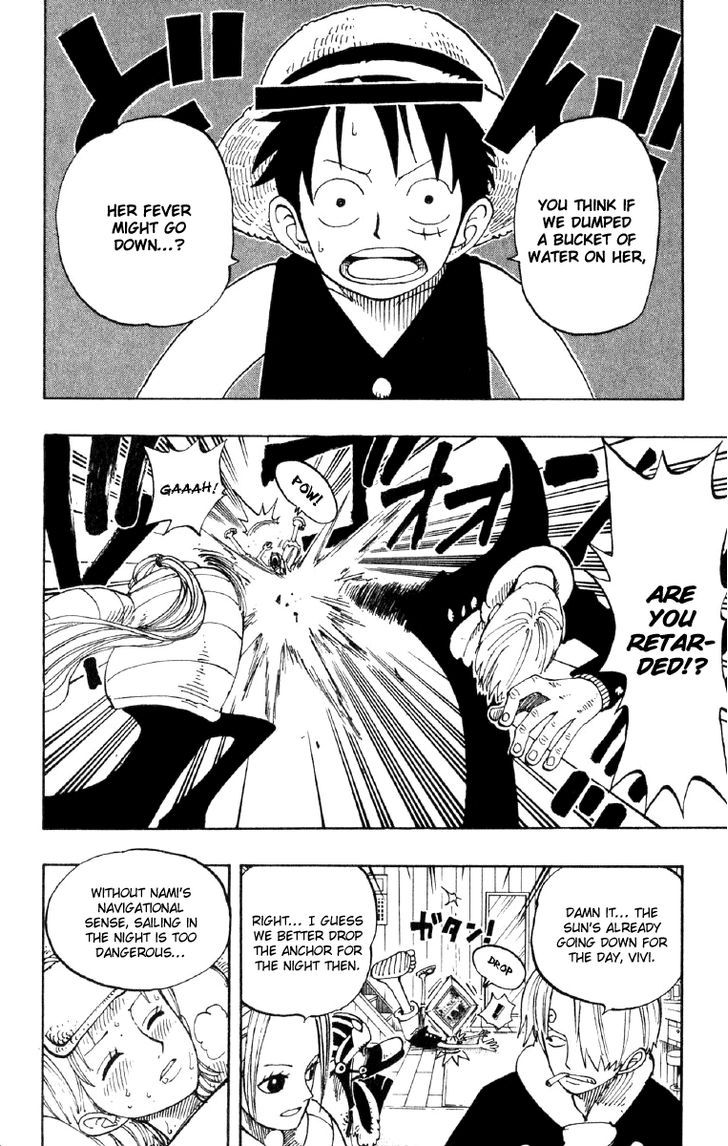 どん!!
YOU THINK IF
WE DUMPED
A BUCKET OF
WATER ON HER,
HER FEVER
MIGHT GO
DOWN...?
ARE
YOU
RETAR-
DED!?
POW!
GAAAH!
DAMN IT... THE
SUN'S ALREADY
GOING DOWN FOR
THE DAY, VIVI.
DROP
!
ガタン!
RIGHT... I GUESS
WE BETTER DROP
THE ANCHOR FOR
THE NIGHT THEN.
WITHOUT NAMI'S
NAVIGATIONAL
SENSE, SAILING IN
THE NIGHT IS TOO
DANGEROUS...